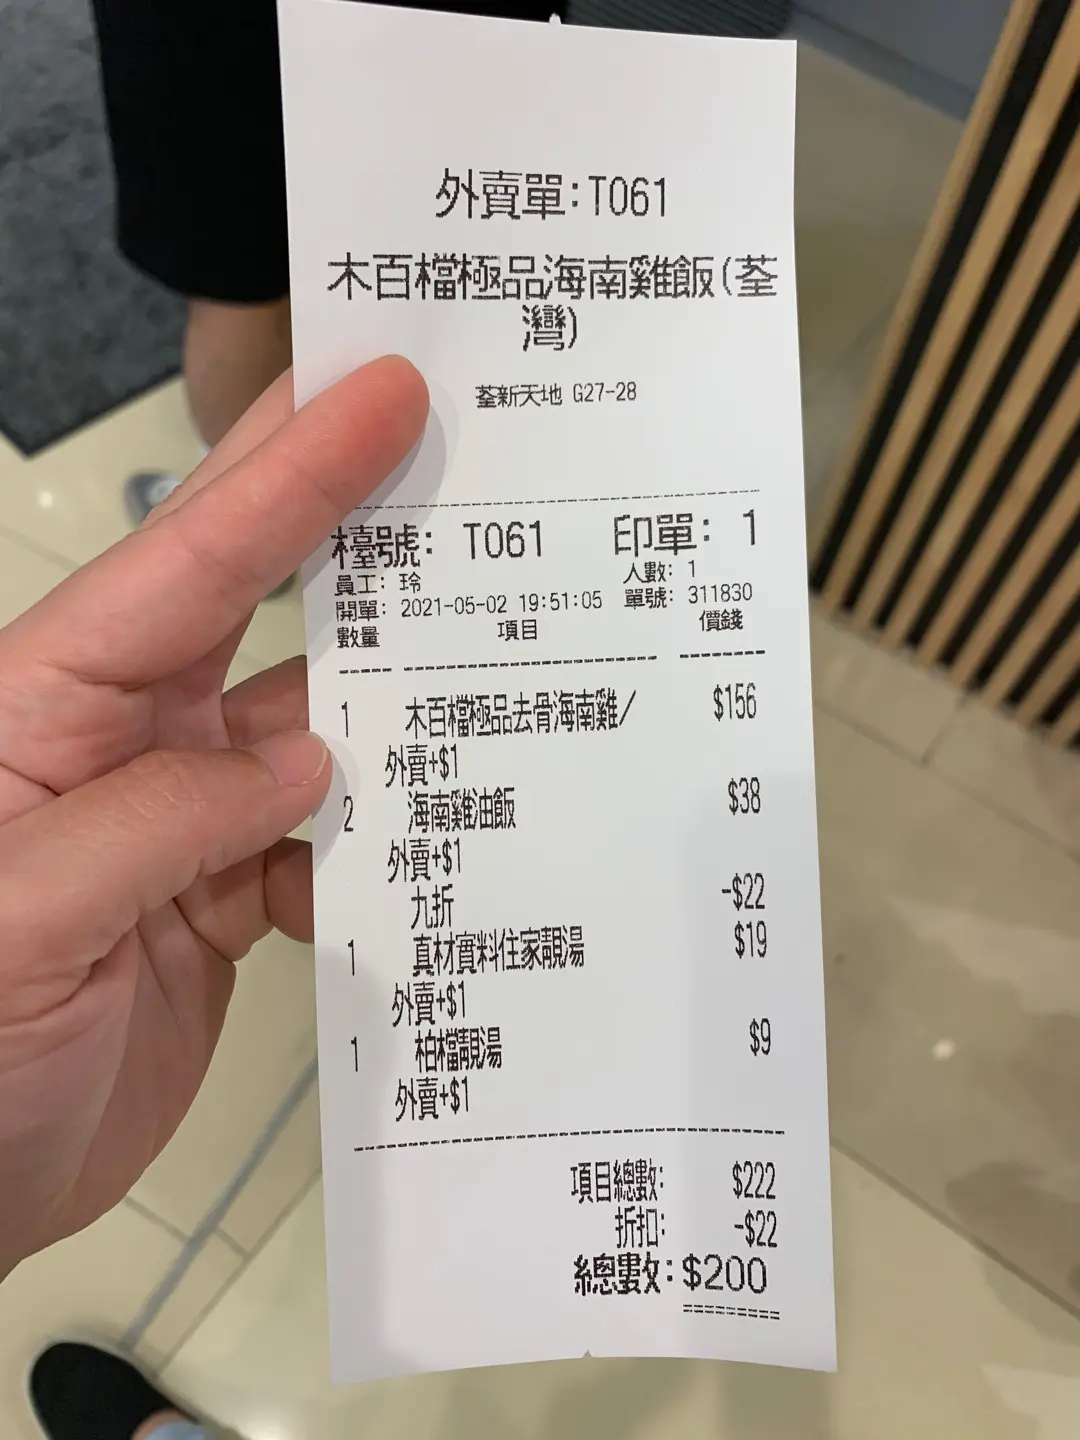 外賣單:T061
木百檔極品海南雞飯(荃
灣)
荃新天地 G27-28
檯號: T061 印單: 1
員工: 玲 人數: 1
開單: 2021-05-02 19:51:05 單號: 311830
數量 項目 價錢
1 木百檔極品去骨海南雞/ $156
外賣+$1
2 海南雞油飯 $38
外賣+$1
九折 -$22
1 真材實料住家靚湯 $19
外賣+$1
1 柏檔靚湯 $9
外賣+$1
項目總數: $222
折扣: -$22
總數:$200